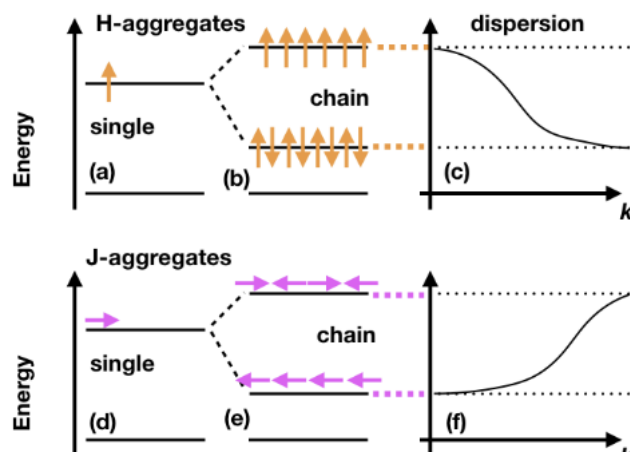 H-aggregates
dispersion
single
chain
Energy
(a)
(b)
(c)
k
J-aggregates
single
chain
Energy
(d)
(e)
(f)